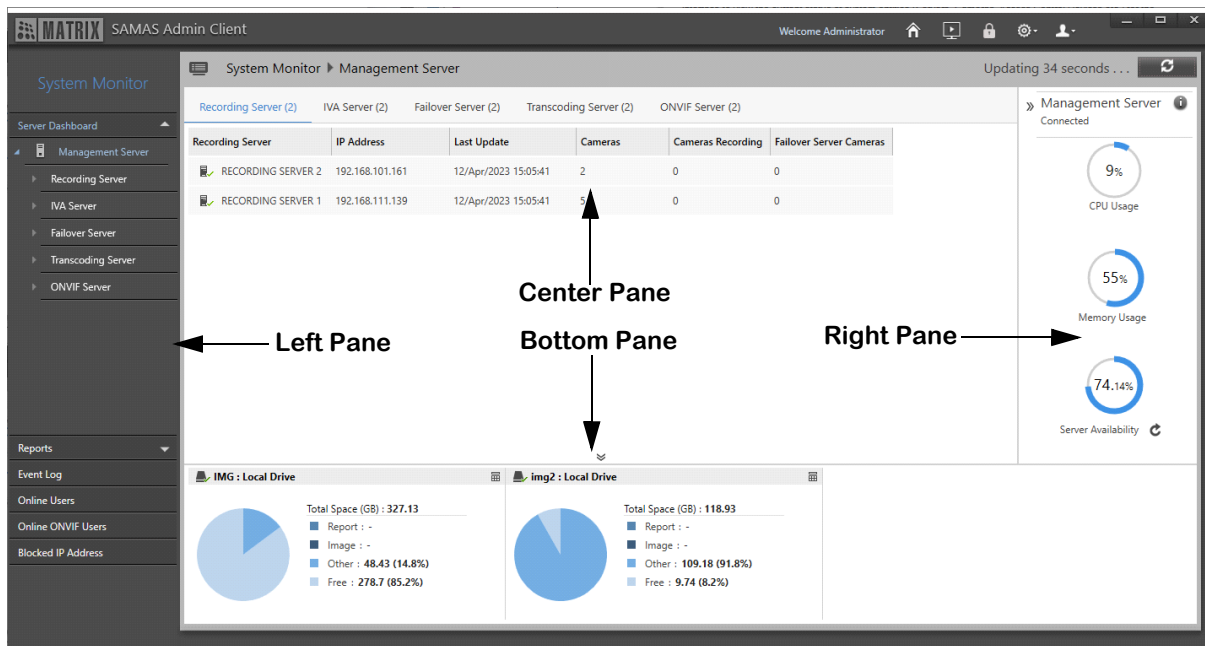 MATRIX SAMAS Admin Client
Welcome Administrator
System Monitor
Server Dashboard
Management Server
Recording Server
IVA Server
Failover Server
Transcoding Server
ONVIF Server
Reports
Event Log
Online Users
Online ONVIF Users
Blocked IP Address
System Monitor Management Server
Updating 34 seconds . . .
Recording Server (2) IVA Server (2) Failover Server (2) Transcoding Server (2) ONVIF Server (2)
Recording Server IP Address Last Update Cameras Cameras Recording Failover Server Cameras
RECORDING SERVER 2 192.168.101.161 12/Apr/2023 15:05:41 2 0 0
RECORDING SERVER 1 192.168.111.139 12/Apr/2023 15:05:41 5 0 0
Center Pane
Left Pane
Bottom Pane
Right Pane
Management Server
Connected
9%
CPU Usage
55%
Memory Usage
74.14%
Server Availability
IMG : Local Drive
Total Space (GB) : 327.13
Report : -
Image : -
Other : 48.43 (14.8%)
Free : 278.7 (85.2%)
img2 : Local Drive
Total Space (GB) : 118.93
Report : -
Image : -
Other : 109.18 (91.8%)
Free : 9.74 (8.2%)